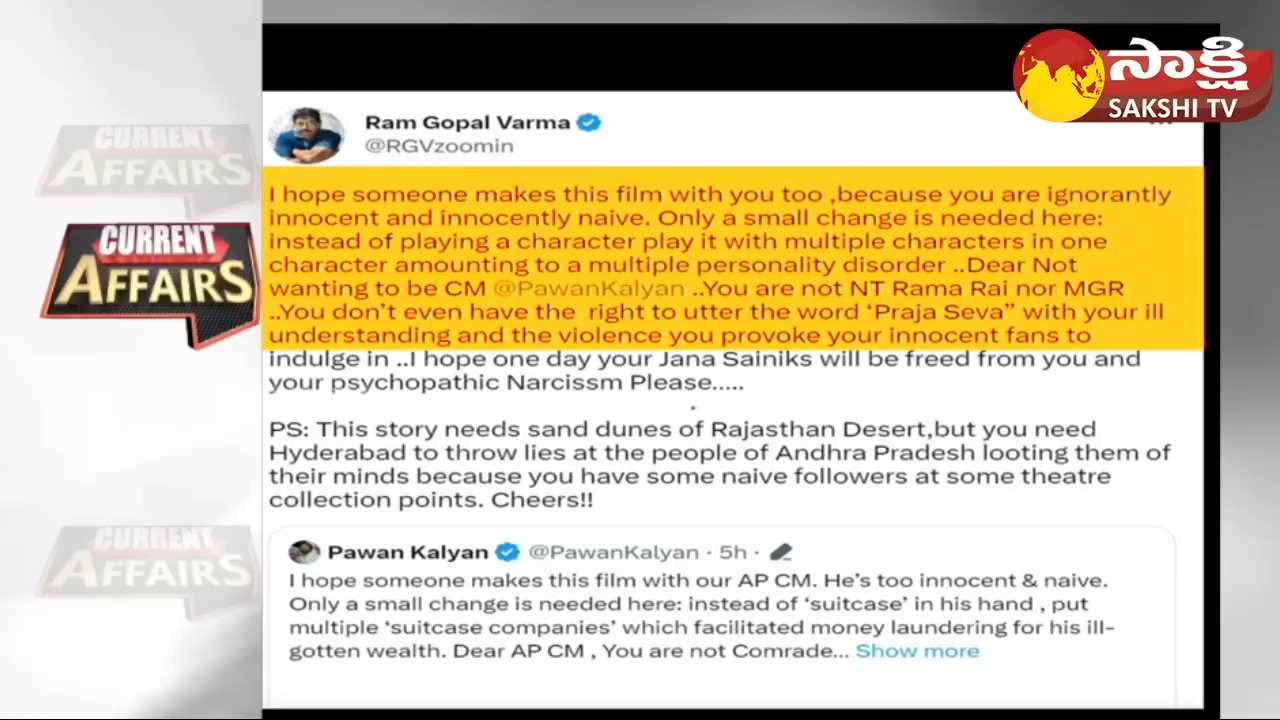 సాక్షి
SAKSHI TV
CURRENT
AFFAIRS
CURRENT
AFFAIRS
CURRENT
AFFAIRS
Ram Gopal Varma
@RGVzoomin
I hope someone makes this film with you too ,because you are ignorantly
innocent and innocently naive. Only a small change is needed here:
instead of playing a character play it with multiple characters in one
character amounting to a multiple personality disorder ..Dear Not
wanting to be CM @PawanKalyan ..You are not NT Rama Rai nor MGR
..You don't even have the right to utter the word ‘Praja Seva” with your ill
understanding and the violence you provoke your innocent fans to
indulge in ..I hope one day your Jana Sainiks will be freed from you and
your psychopathic Narcissm Please.....
PS: This story needs sand dunes of Rajasthan Desert,but you need
Hyderabad to throw lies at the people of Andhra Pradesh looting them of
their minds because you have some naive followers at some theatre
collection points. Cheers!!
Pawan Kalyan @PawanKalyan · 5h ·
I hope someone makes this film with our AP CM. He's too innocent & naive.
Only a small change is needed here: instead of ‘suitcase’ in his hand , put
multiple ‘suitcase companies’ which facilitated money laundering for his ill-
gotten wealth. Dear AP CM , You are not Comrade... Show more